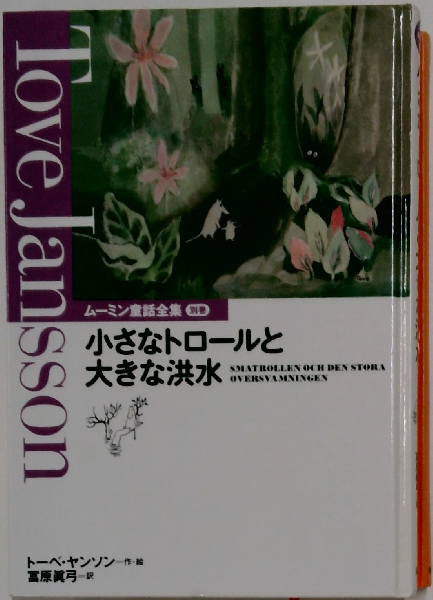 Tove Jansson
ムーミン童話全集 別巻
小さなトロールと
大きな洪水
SMATROLLEN OCH DEN STORA
OVERSVAMNINGEN
トーベ・ヤンソン—作・絵
冨原眞弓—訳